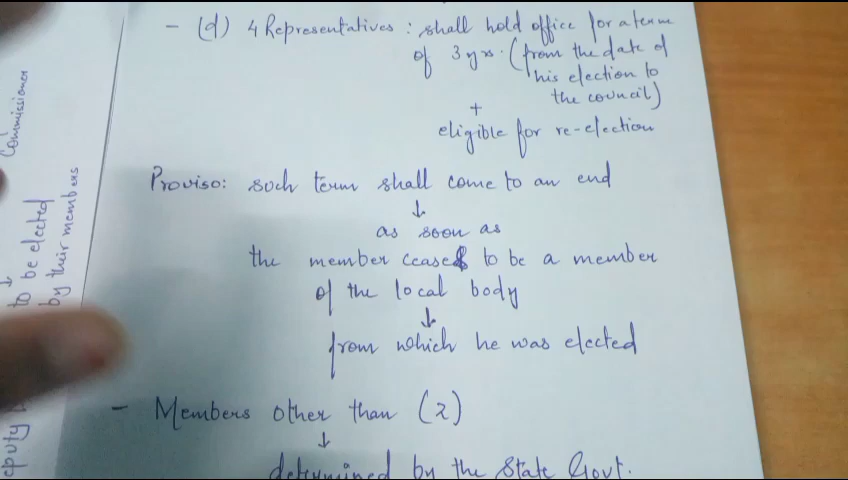 - (d) 4 Representatives : shall hold office for a term
of 3 yrs. (from the date of
his election to
the council)
+
eligible for re-election
Proviso: such term shall come to an end
↓
as soon as
the member ceases to be a member
of the local body
↓
from which he was elected
- Members other than (2)
↓
determined by the State Govt.
Commissioner
↓
to be elected
by their members